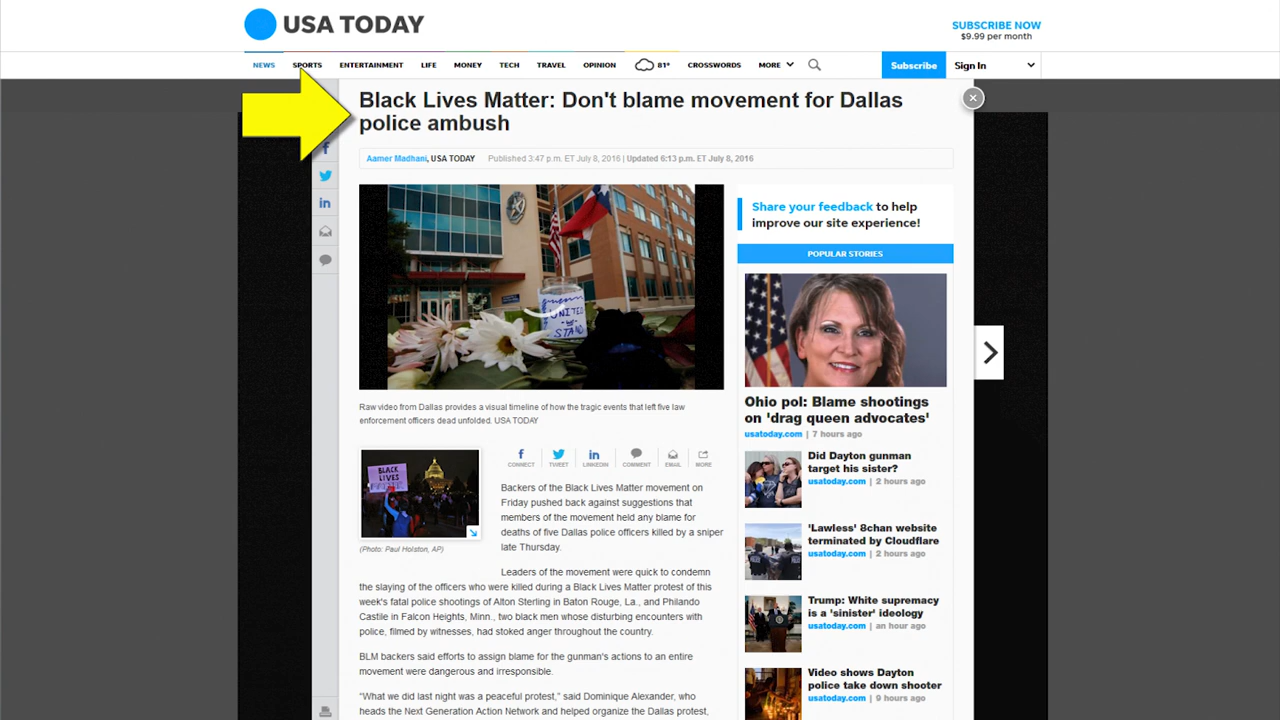 USA TODAY
SUBSCRIBE NOW
$9.99 per month
NEWS SPORTS ENTERTAINMENT LIFE MONEY TECH TRAVEL OPINION 81° CROSSWORDS MORE Subscribe Sign In
Black Lives Matter: Don't blame movement for Dallas
police ambush
Aamer Madhani, USA TODAY Published 3:47 p.m. ET July 8, 2016 | Updated 6:13 p.m. ET July 8, 2016
UNITED
STAND
Raw video from Dallas provides a visual timeline of how the tragic events that left five law
enforcement officers dead unfolded. USA TODAY
BLACK
LIVES
(Photo: Paul Holston, AP)
CONNECT TWEET LINKEDIN COMMENT EMAIL MORE
Backers of the Black Lives Matter movement on
Friday pushed back against suggestions that
members of the movement held any blame for
deaths of five Dallas police officers killed by a sniper
late Thursday.
Leaders of the movement were quick to condemn
the slaying of the officers who were killed during a Black Lives Matter protest of this
week's fatal police shootings of Alton Sterling in Baton Rouge, La., and Philando
Castile in Falcon Heights, Minn., two black men whose disturbing encounters with
police, filmed by witnesses, had stoked anger throughout the country.
BLM backers said efforts to assign blame for the gunman's actions to an entire
movement were dangerous and irresponsible.
"What we did last night was a peaceful protest," said Dominique Alexander, who
heads the Next Generation Action Network and helped organize the Dallas protest,
Share your feedback to help
improve our site experience!
POPULAR STORIES
Ohio pol: Blame shootings
on 'drag queen advocates'
usatoday.com | 7 hours ago
Did Dayton gunman
target his sister?
usatoday.com | 2 hours ago
'Lawless' 8chan website
terminated by Cloudflare
usatoday.com | 2 hours ago
Trump: White supremacy
is a 'sinister' ideology
usatoday.com | an hour ago
Video shows Dayton
police take down shooter
usatoday.com | 9 hours ago